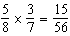 5/8 × 3/7 = 15/56